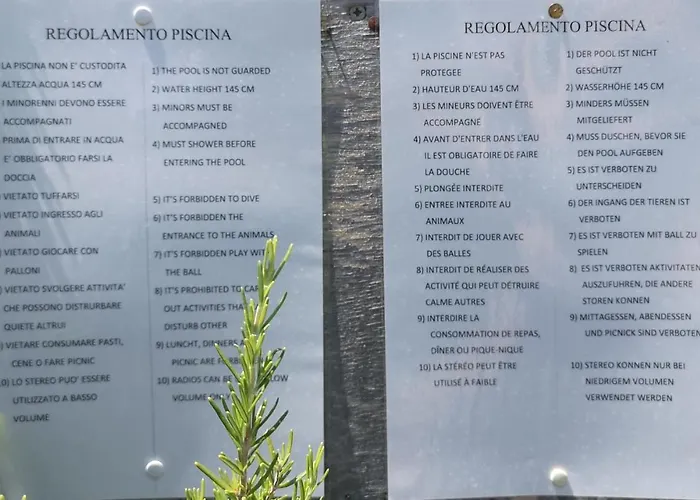 REGOLAMENTO PISCINA
LA PISCINA NON E' CUSTODITA
ALTEZZA ACQUA 145 CM
I MINORENNI DEVONO ESSERE
ACCOMPAGNATI
PRIMA DI ENTRARE IN ACQUA
E' OBBLIGATORIO FARSI LA
DOCCIA
VIETATO TUFFARSI
VIETATO INGRESSO AGLI
ANIMALI
VIETATO GIOCARE CON
PALLONI
VIETATO SVOLGERE ATTIVITA'
CHE POSSONO DISTRURBARE
QUIETE ALTRUI
VIETARE CONSUMARE PASTI,
CENE O FARE PICNIC
0) LO STEREO PUO' ESSERE
UTILIZZATO A BASSO
VOLUME
1) THE POOL IS NOT GUARDED
2) WATER HEIGHT 145 CM
3) MINORS MUST BE
ACCOMPANIED
4) MUST SHOWER BEFORE
ENTERING THE POOL
5) IT'S FORBIDDEN TO DIVE
6) IT'S FORBIDDEN THE
ENTRANCE TO THE ANIMALS
7) IT'S FORBIDDEN PLAY WIT
THE BALL
8) IT'S PROHIBITED TO CAR
OUT ACTIVITIES THA
DISTURB OTHER
9) LUNCHT, DINNERS A
PICNIC ARE FORB
10) RADIOS CAN BE LOW
VOLUME
REGOLAMENTO PISCINA
1) LA PISCINE N'EST PAS
PROTEGEE
2) HAUTEUR D'EAU 145 CM
3) LES MINEURS DOIVENT ÊTRE
ACCOMPAGNE
4) AVANT D'ENTRER DANS L'EAU
IL EST OBLIGATOIRE DE FAIRE
LA DOUCHE
5) PLONGÉE INTERDITE
6) ENTREE INTERDITE AU
ANIMAUX
7) INTERDIT DE JOUER AVEC
DES BALLES
8) INTERDIT DE RÉALISER DES
ACTIVITÉ QUI PEUT DÉTRUIRE
CALME AUTRES
9) INTERDIRE LA
CONSOMMATION DE REPAS,
DÎNER OU PIQUE-NIQUE
10) LA STÉRÉO PEUT ÊTRE
UTILISÉ À FAIBLE
1) DER POOL IST NICHT
GESCHÜTZT
2) WASSERHÖHE 145 CM
3) MINDERS MÜSSEN
MITGELIEFERT
4) MUSS DUSCHEN, BEVOR SIE
DEN POOL AUFGEBEN
5) ES IST VERBOTEN ZU
UNTERSCHEIDEN
6) DER INGANG DER TIEREN IST
VERBOTEN
7) ES IST VERBOTEN MIT BALL ZU
SPIELEN
8) ES IST VERBOTEN AKTIVITATEN
AUSZUFUHREN, DIE ANDERE
STOREN KONNEN
9) MITTAGESSEN, ABENDESSEN
UND PICNICK SIND VERBOTEN
10) STEREO KONNEN NUR BEI
NIEDRIGEM VOLUMEN
VERWENDET WERDEN